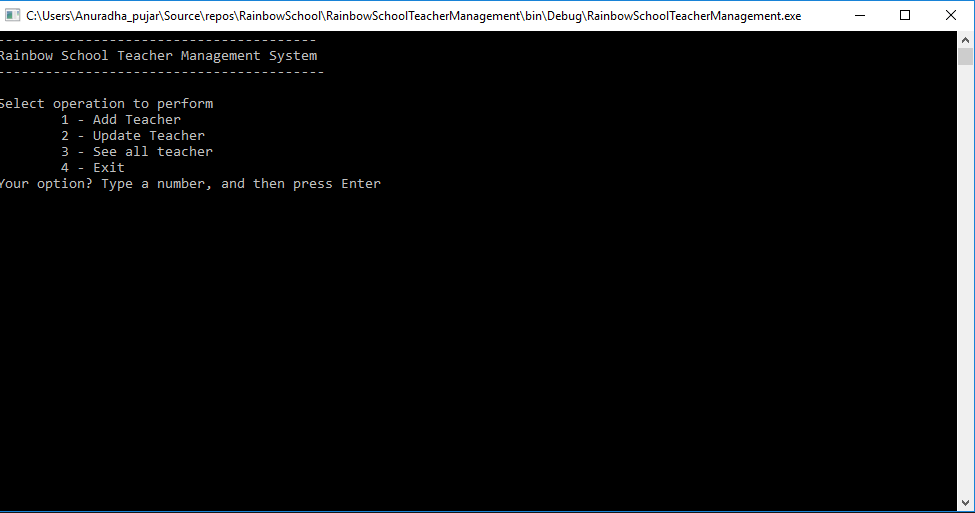 C:\Users\Anuradha_pujar\Source\repos\RainbowSchool\RainbowSchoolTeacherManagement\bin\Debug\RainbowSchoolTeacherManagement.exe
----------------------------------------
Rainbow School Teacher Management System
-----------------------------------------
Select operation to perform
1 - Add Teacher
2 - Update Teacher
3 - See all teacher
4 - Exit
Your option? Type a number, and then press Enter